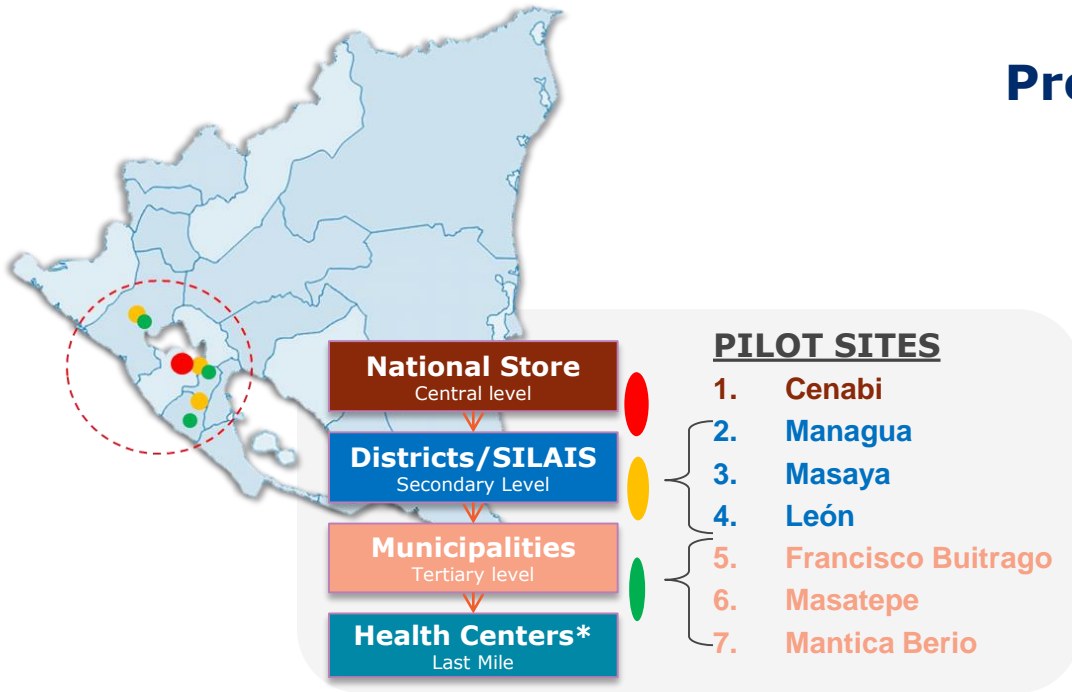 National Store
Central level
Districts/SILAIS
Secondary Level
Municipalities
Tertiary level
Health Centers*
Last Mile
PILOT SITES
1. Cenabi
2. Managua
3. Masaya
4. León
5. Francisco Buitrago
6. Masatepe
7. Mantica Berio